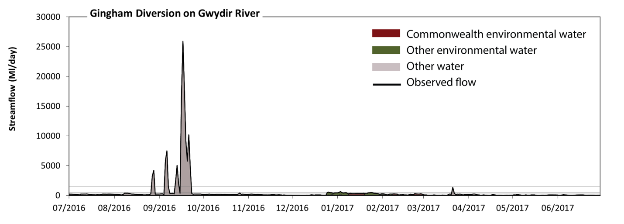 Gingham Diversion on Gwydir River
Streamflow (Ml/day)
30000
25000
20000
15000
10000
5000
0
Commonwealth environmental water
Other environmental water
Other water
Observed flow
07/2016 08/2016 09/2016 10/2016 11/2016 12/2016 01/2017 02/2017 03/2017 04/2017 05/2017 06/2017